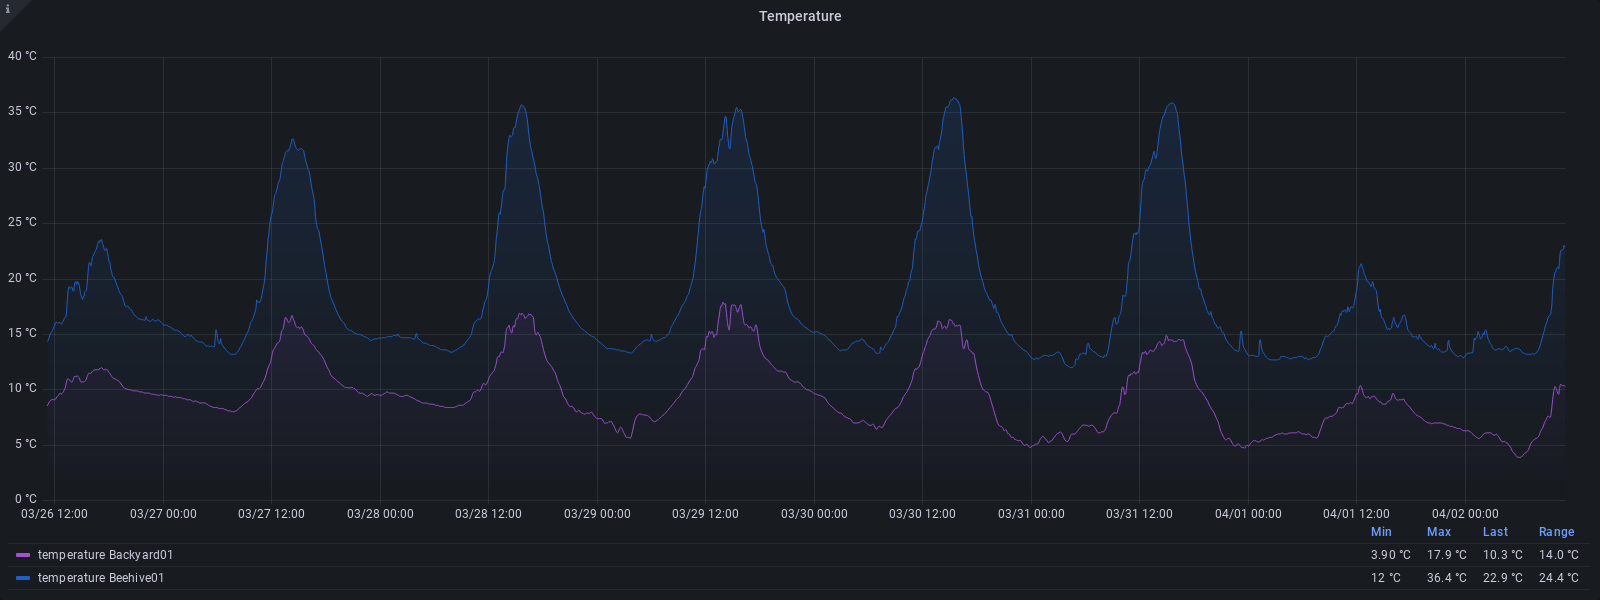 i
Temperature
40 °C
35 °C
30 °C
25 °C
20 °C
15 °C
10 °C
5 °C
0 °C
03/26 12:00 03/27 00:00 03/27 12:00 03/28 00:00 03/28 12:00 03/29 00:00 03/29 12:00 03/30 00:00 03/30 12:00 03/31 00:00 03/31 12:00 04/01 00:00 04/01 12:00 04/02 00:00
Min Max Last Range
temperature Backyard01 3.90 °C 17.9 °C 10.3 °C 14.0 °C
temperature Beehive01 12 °C 36.4 °C 22.9 °C 24.4 °C